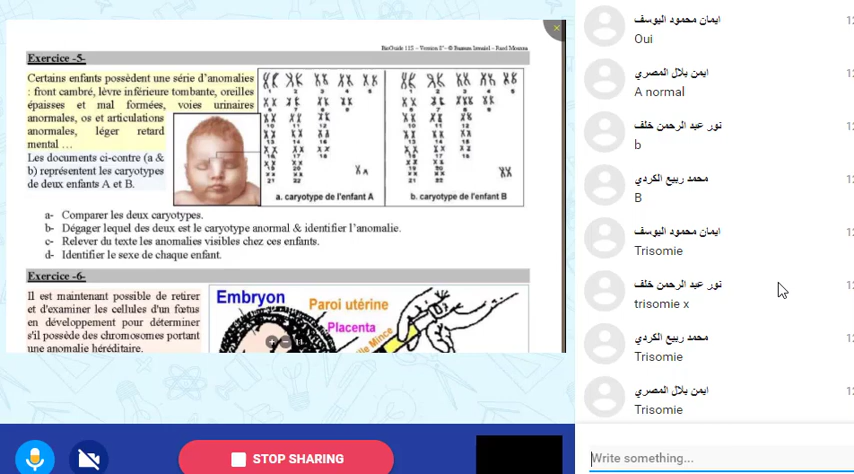 BioGuide 12S – Version 2° - © Bassam Ismaiel – Raed Mousssa
Exercice -5-
Certains enfants possèdent une série d'anomalies
: front cambré, lèvre inférieure tombante, oreilles
épaisses et mal formées, voies urinaires
anormales, os et articulations
anormales, léger retard
mental …
Les documents ci-contre (a &
b) représentent les caryotypes
de deux enfants A et B.
a. caryotype de l'enfant A
b. caryotype de l'enfant B
a- Comparer les deux caryotypes.
b- Dégager lequel des deux est le caryotype anormal & identifier l'anomalie.
c- Relever du texte les anomalies visibles chez ces enfants.
d- Identifier le sexe de chaque enfant.
Exercice -6-
Il est maintenant possible de retirer
et d'examiner les cellules d'un fœtus
en développement pour déterminer
s'il possède des chromosomes portant
une anomalie héréditaire.
Embryon
Paroi utérine
Placenta
ille Mince
STOP SHARING
ايمان محمود اليوسف
Oui
ايمن بلال المصري
A normal
نور عبد الرحمن خلف
b
محمد ربيع الكردي
B
ايمان محمود اليوسف
Trisomie
نور عبد الرحمن خلف
trisomie x
محمد ربيع الكردي
Trisomie
ايمن بلال المصري
Trisomie
Write something...